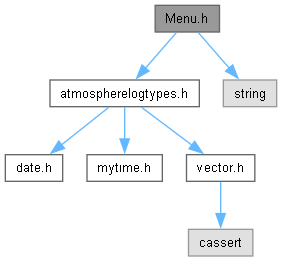 Menu.h
atmospherelogtypes.h
string
date.h
mytime.h
vector.h
cassert